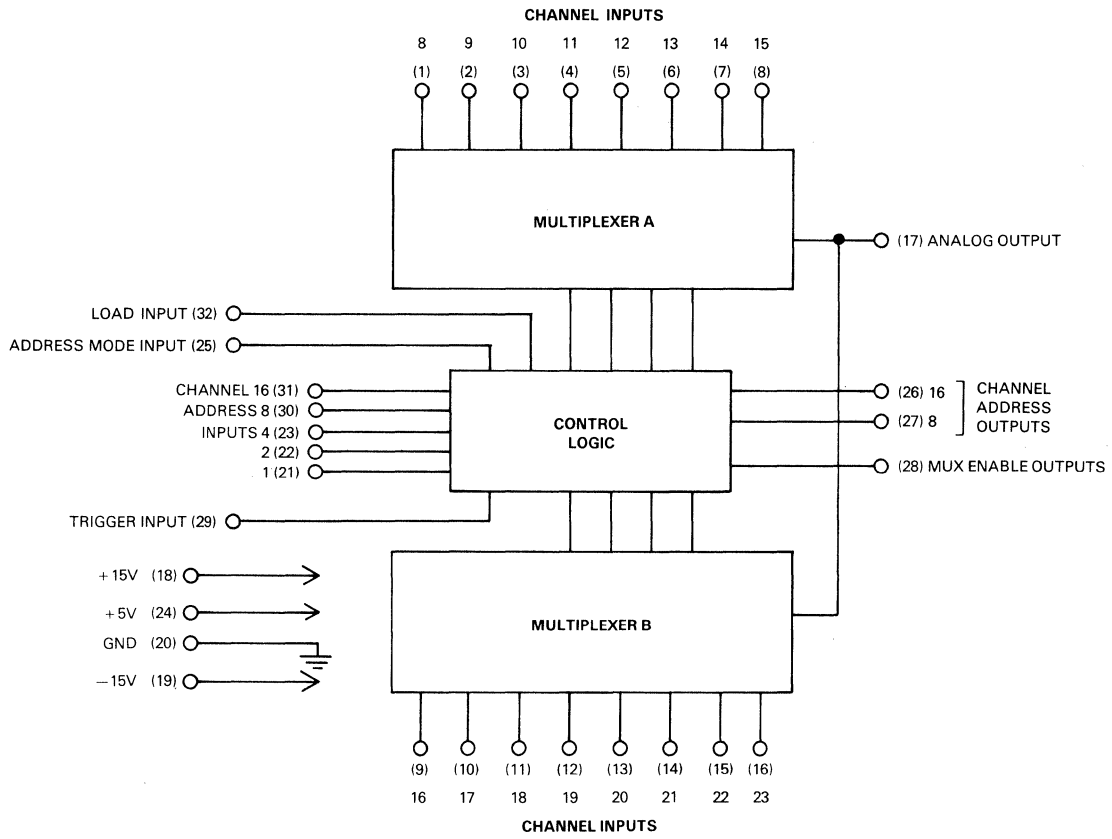 CHANNEL INPUTS
8 9 10 11 12 13 14 15
(1) (2) (3) (4) (5) (6) (7) (8)
MULTIPLEXER A
(17) ANALOG OUTPUT
LOAD INPUT (32)
ADDRESS MODE INPUT (25)
CHANNEL 16 (31)
ADDRESS 8 (30)
INPUTS 4 (23)
2 (22)
1 (21)
CONTROL
LOGIC
(26) 16
(27) 8
CHANNEL
ADDRESS
OUTPUTS
(28) MUX ENABLE OUTPUTS
TRIGGER INPUT (29)
+15V (18)
+5V (24)
GND (20)
−15V (19)
MULTIPLEXER B
(9) (10) (11) (12) (13) (14) (15) (16)
16 17 18 19 20 21 22 23
CHANNEL INPUTS